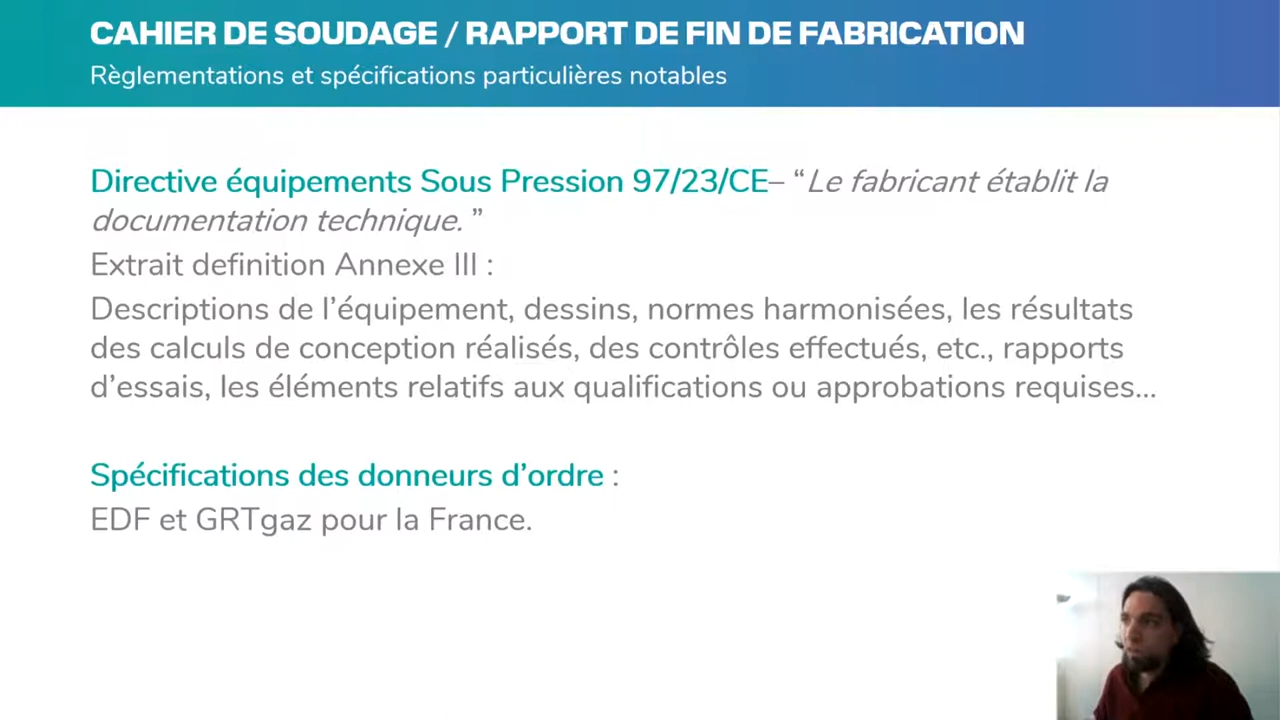 CAHIER DE SOUDAGE / RAPPORT DE FIN DE FABRICATION
Règlementations et spécifications particulières notables
Directive équipements Sous Pression 97/23/CE– “Le fabricant établit la
documentation technique. ”
Extrait definition Annexe III :
Descriptions de l’équipement, dessins, normes harmonisées, les résultats
des calculs de conception réalisés, des contrôles effectués, etc., rapports
d’essais, les éléments relatifs aux qualifications ou approbations requises...
Spécifications des donneurs d’ordre :
EDF et GRTgaz pour la France.